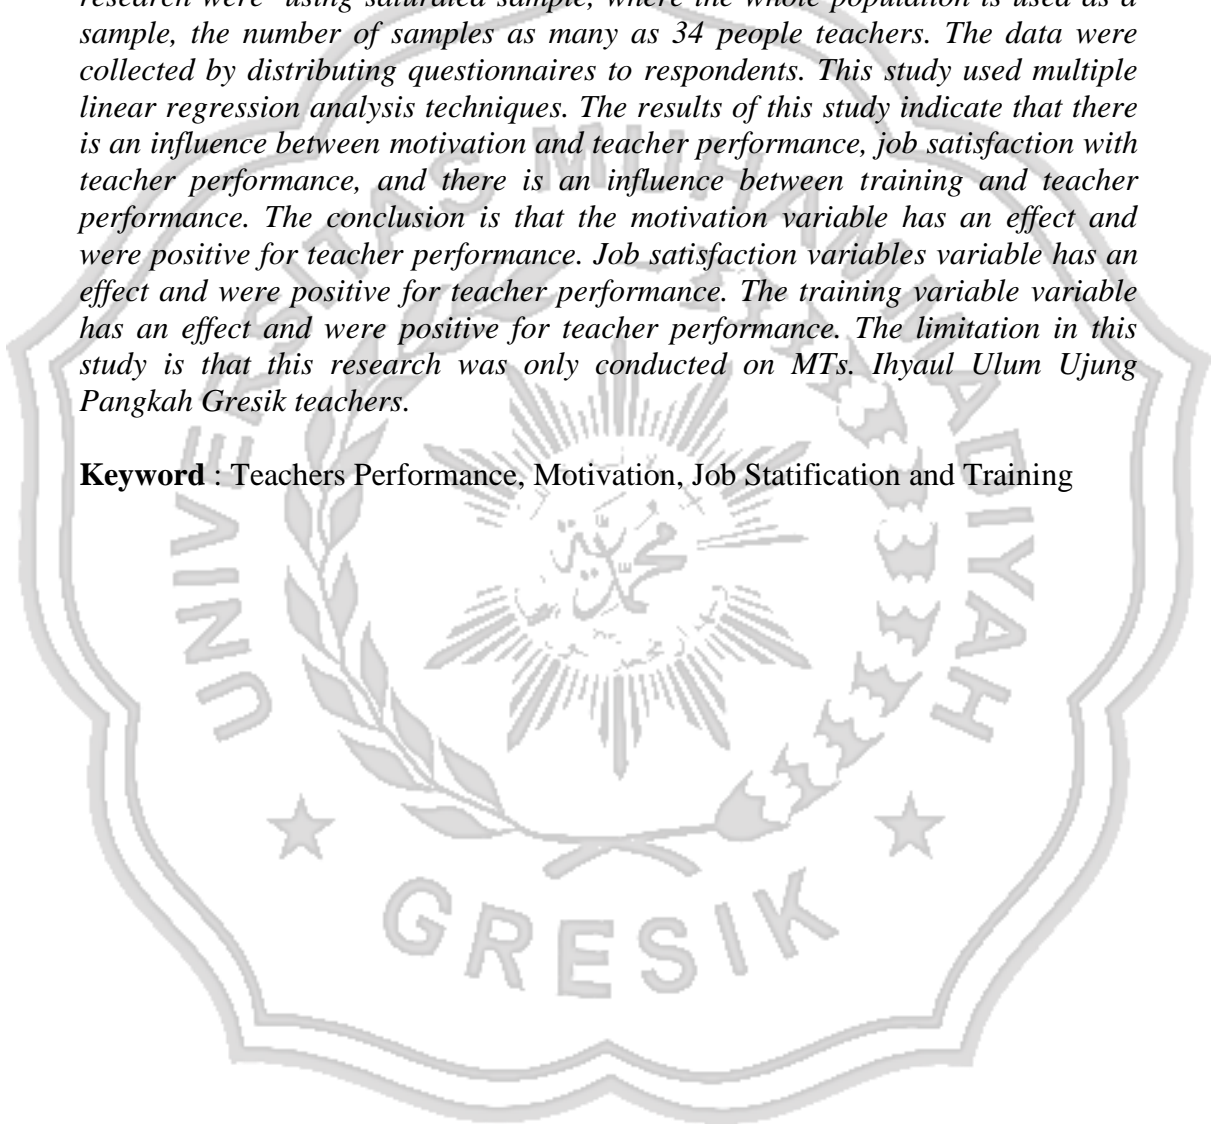 research were  using saturated sample, where the whole population is used as a
sample, the number of samples as many as 34 people teachers. The data were
collected by distributing questionnaires to respondents. This study used multiple
linear regression analysis techniques. The results of this study indicate that there
is an influence between motivation and teacher performance, job satisfaction with
teacher performance, and there is an influence between training and teacher
performance. The conclusion is that the motivation variable has an effect and
were positive for teacher performance. Job satisfaction variables variable has an
effect and were positive for teacher performance. The training variable variable
has an effect and were positive for teacher performance. The limitation in this
study is that this research was only conducted on MTs. Ihyaul Ulum Ujung
Pangkah Gresik teachers.
Keyword : Teachers Performance, Motivation, Job Statification and Training
UNIVERSITAS MUHAMMADIYAH
محمد
GRESIK